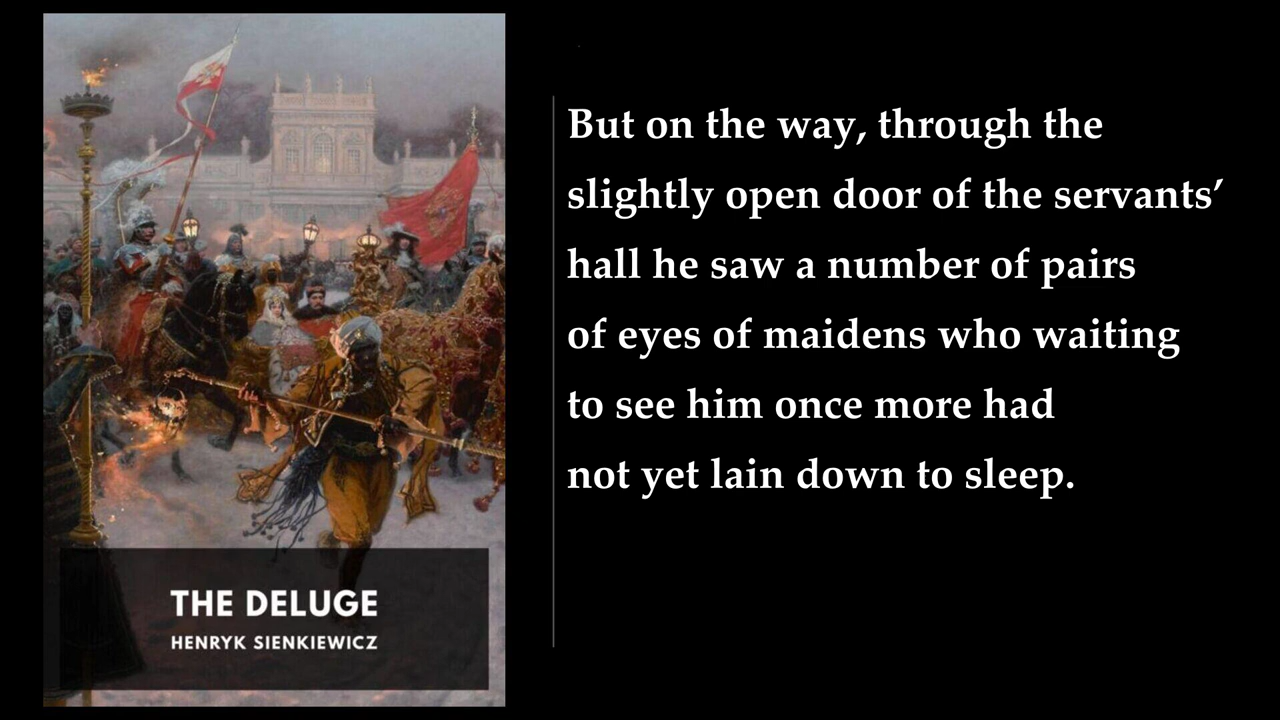 THE DELUGE
HENRYK SIENKIEWICZ
But on the way, through the
slightly open door of the servants’
hall he saw a number of pairs
of eyes of maidens who waiting
to see him once more had
not yet lain down to sleep.